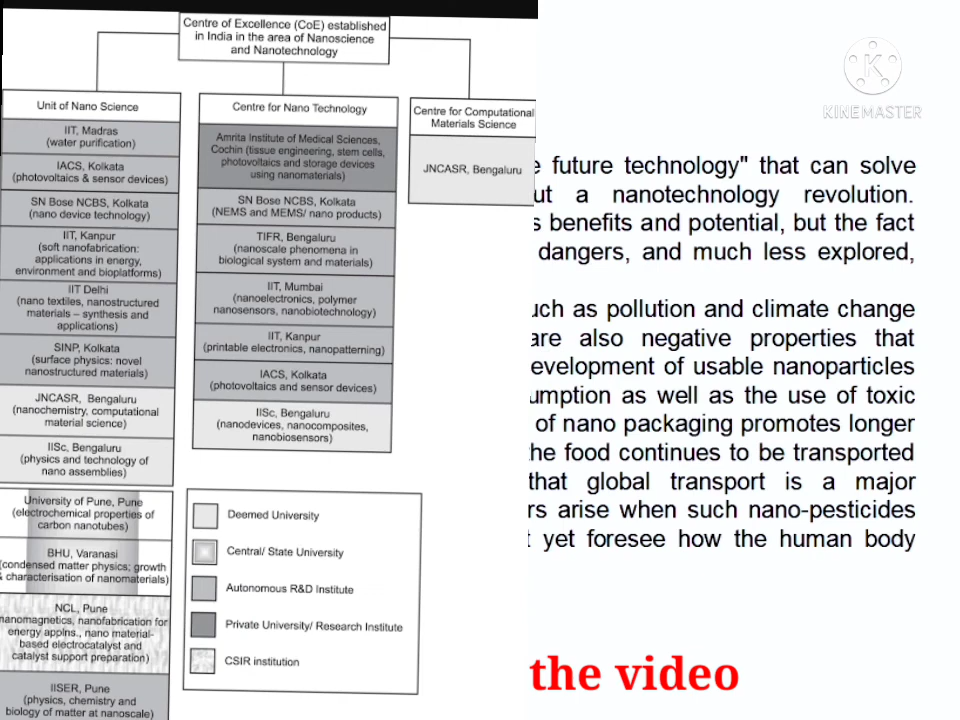 Centre of Excellence (CoE) established
in India in the area of Nanoscience
and Nanotechnology
Unit of Nano Science
IIT, Madras
(water purification)
IACS, Kolkata
(photovoltaics & sensor devices)
SN Bose NCBS, Kolkata
(nano device technology)
IIT, Kanpur
(soft nanofabrication:
applications in energy,
environment and bioplatforms)
IIT Delhi
(nano textiles, nanostructured
materials – synthesis and
applications)
SINP, Kolkata
(surface physics: novel
nanostructured materials)
JNCASR, Bengaluru
(nanochemistry, computational
material science)
IISc, Bengaluru
(physics and technology of
nano assemblies)
University of Pune, Pune
(electrochemical properties of
carbon nanotubes)
BHU, Varanasi
(condensed matter physics; growth
& characterisation of nanomaterials)
NCL, Pune
nanomagnetics, nanofabrication for
energy applns., nano material-
based electrocatalyst and
catalyst support preparation)
IISER, Pune
(physics, chemistry and
biology of matter at nanoscale)
Centre for Nano Technology
Amrita Institute of Medical Sciences,
Cochin (tissue engineering, stem cells,
photovoltaics and storage devices
using nanomaterials)
SN Bose NCBS, Kolkata
(NEMS and MEMS/ nano products)
TIFR, Bengaluru
(nanoscale phenomena in
biological system and materials)
IIT, Mumbai
(nanoelectronics, polymer
nanosensors, nanobiotechnology)
IIT, Kanpur
(printable electronics, nanopatterning)
IACS, Kolkata
(photovoltaics and sensor devices)
IISc, Bengaluru
(nanodevices, nanocomposites,
nanobiosensors)
Centre for Computational
Materials Science
JNCASR, Bengaluru
Deemed University
Central/ State University
Autonomous R&D Institute
Private University/ Research Institute
CSIR institution
KINEMASTER
future technology" that can solve
a nanotechnology revolution.
benefits and potential, but the fact
dangers, and much less explored,
such as pollution and climate change
are also negative properties that
development of usable nanoparticles
as well as the use of toxic
of nano packaging promotes longer
the food continues to be transported
that global transport is a major
arise when such nano-pesticides
yet foresee how the human body
the video